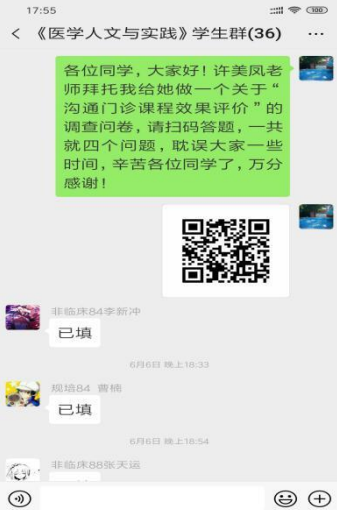 17:55
100
《医学人文与实践》学生群(36)
各位同学，大家好！许美凤老
师拜托我给她做一个关于“
沟通门诊课程效果评价”的
调查问卷，请扫码答题，一共
就四个问题，耽误大家一些
时间，辛苦各位同学了，万分
感谢！
非临床84李新冲
已填
6月6日 晚上18:33
规培84 曹楠
已填
6月6日 晚上18:54
非临床88张天运